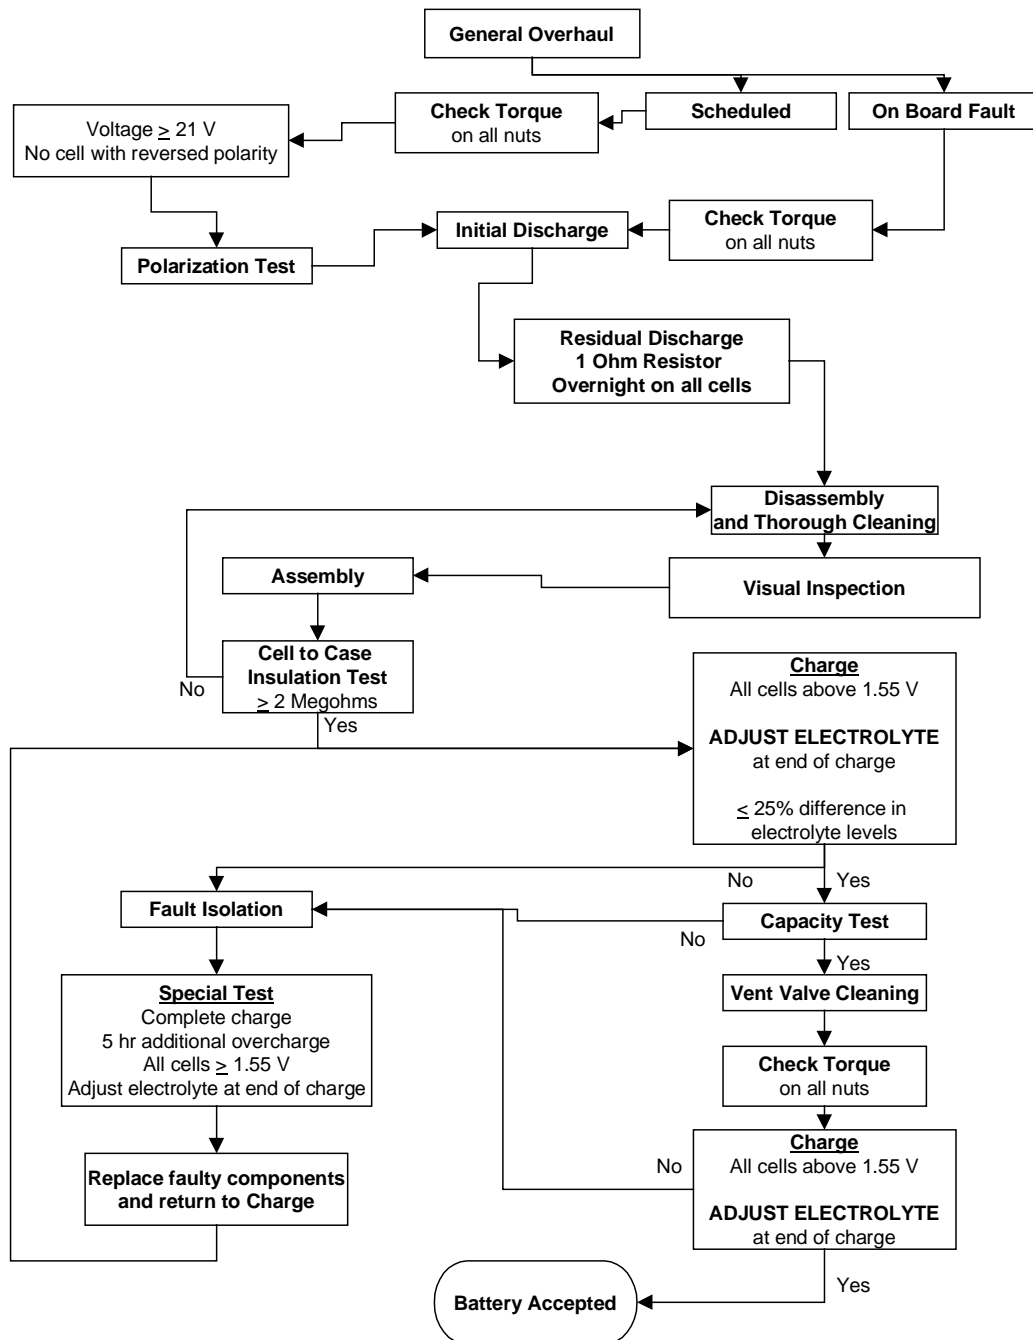 General Overhaul
Check Torque
on all nuts
Scheduled
On Board Fault
Voltage ≥ 21 V
No cell with reversed polarity
Polarization Test
Initial Discharge
Check Torque
on all nuts
Residual Discharge
1 Ohm Resistor
Overnight on all cells
Disassembly
and Thorough Cleaning
Visual Inspection
Assembly
Cell to Case
Insulation Test
≥ 2 Megohms
No
Yes
Charge
All cells above 1.55 V
ADJUST ELECTROLYTE
at end of charge
≤ 25% difference in
electrolyte levels
No
Yes
Fault Isolation
Capacity Test
No
Yes
Special Test
Complete charge
5 hr additional overcharge
All cells ≥ 1.55 V
Adjust electrolyte at end of charge
Vent Valve Cleaning
Check Torque
on all nuts
Replace faulty components
and return to Charge
No
Charge
All cells above 1.55 V
ADJUST ELECTROLYTE
at end of charge
Yes
Battery Accepted